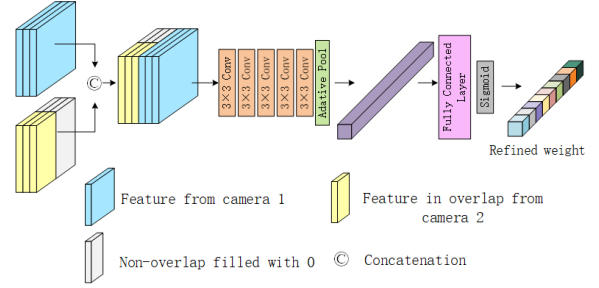 ©
3×3 Conv
3×3 Conv
3×3 Conv
3×3 Conv
3×3 Conv
Adative Pool
Fully Connected
Layer
Sigmoid
Refined weight
Feature from camera 1
Feature in overlap from
camera 2
Non-overlap filled with 0
© Concatenation